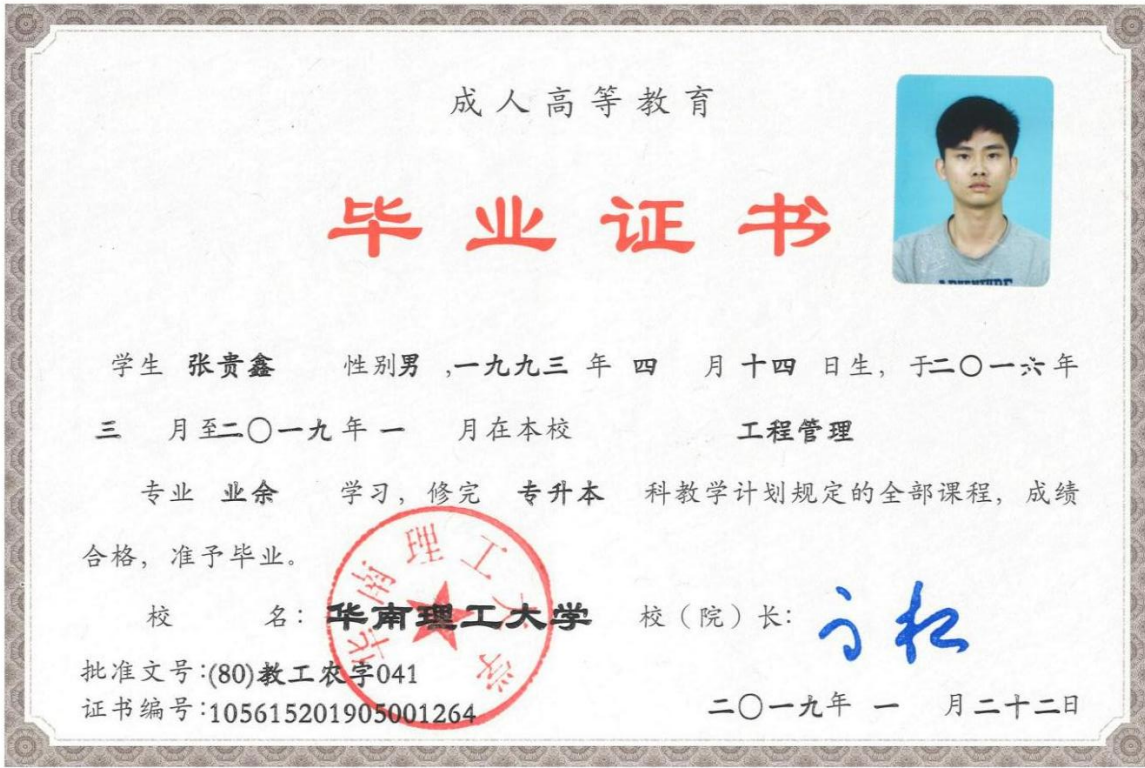 成人高等教育
毕业证书
学生 张贵鑫 性别男,一九九三 年 四 月 十四 日生, 于二〇一六年
三 月至二〇一九年 一 月在本校 工程管理
专业 业余 学习, 修完 专升本 科教学计划规定的全部课程, 成绩
合格, 准予毕业。
校 名: 华南理工大学 校(院)长:
华南理工大学
批准文号:(80)教工农字041
证书编号:105615201905001264
二〇一九年 一 月二十二日